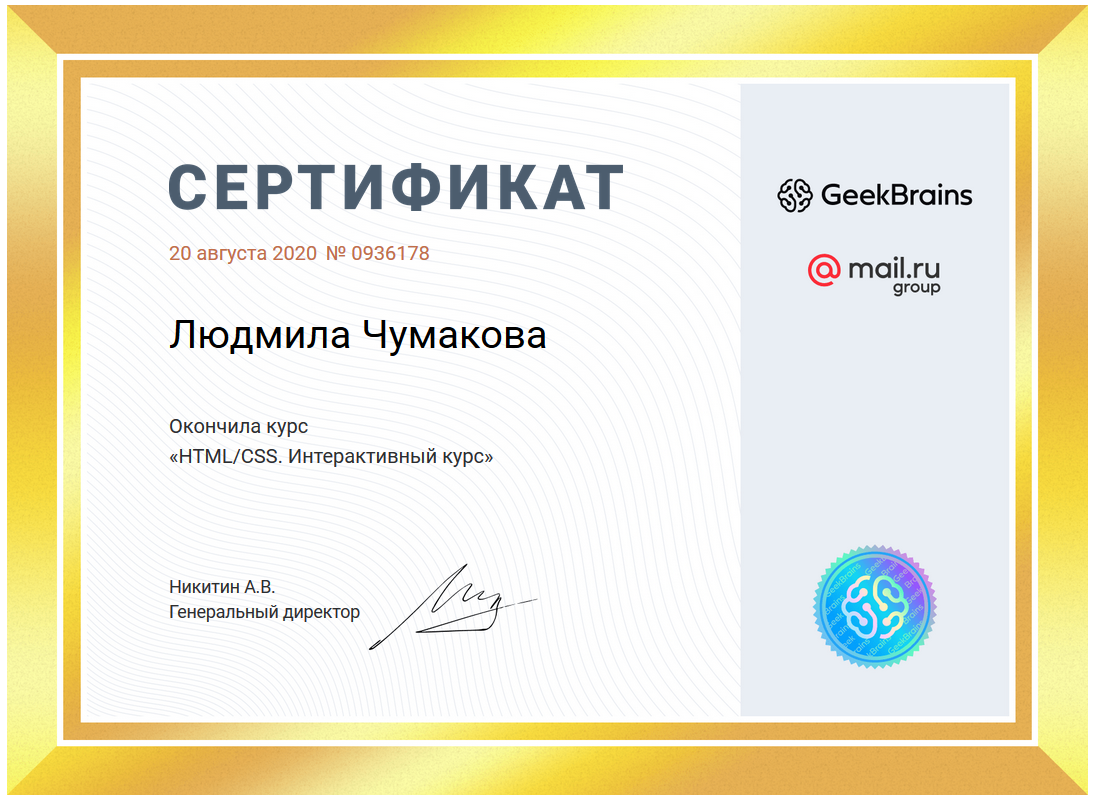 СЕРТИФИКАТ
20 августа 2020 № 0936178
Людмила Чумакова
Окончила курс
«HTML/CSS. Интерактивный курс»
Никитин А.В.
Генеральный директор
GeekBrains
@mail.ru
group
GeekBrains